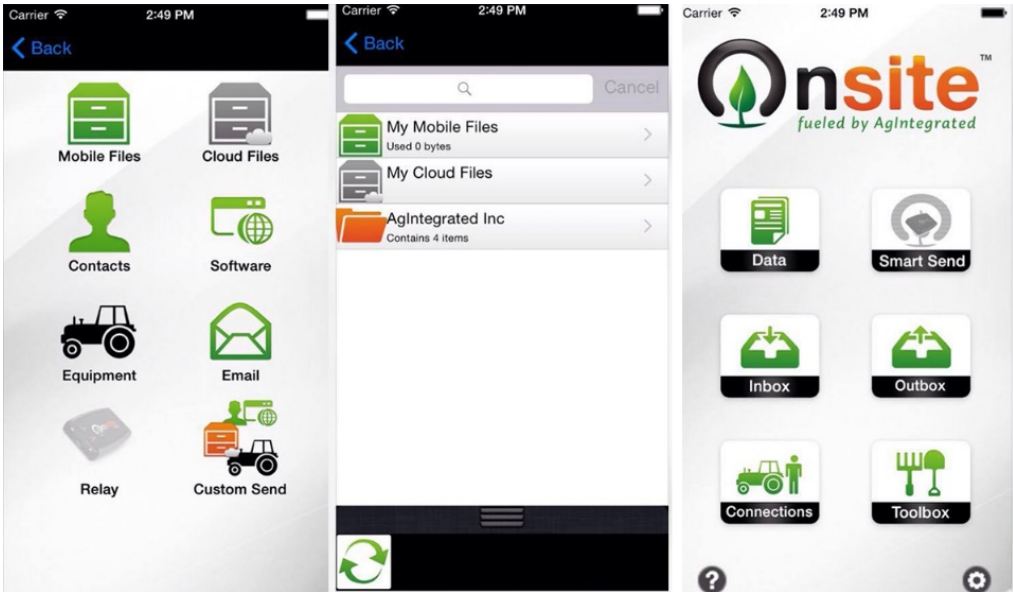 Carrier 2:49 PM
Back
Mobile Files
Cloud Files
Contacts
Software
Equipment
Email
Relay
Custom Send
Carrier 2:49 PM
Back
Cancel
My Mobile Files
Used 0 bytes
My Cloud Files
AgIntegrated Inc
Contains 4 items
Carrier 2:49 PM
Onsite™
fueled by AgIntegrated
Data
Smart Send
Inbox
Outbox
Connections
Toolbox
?